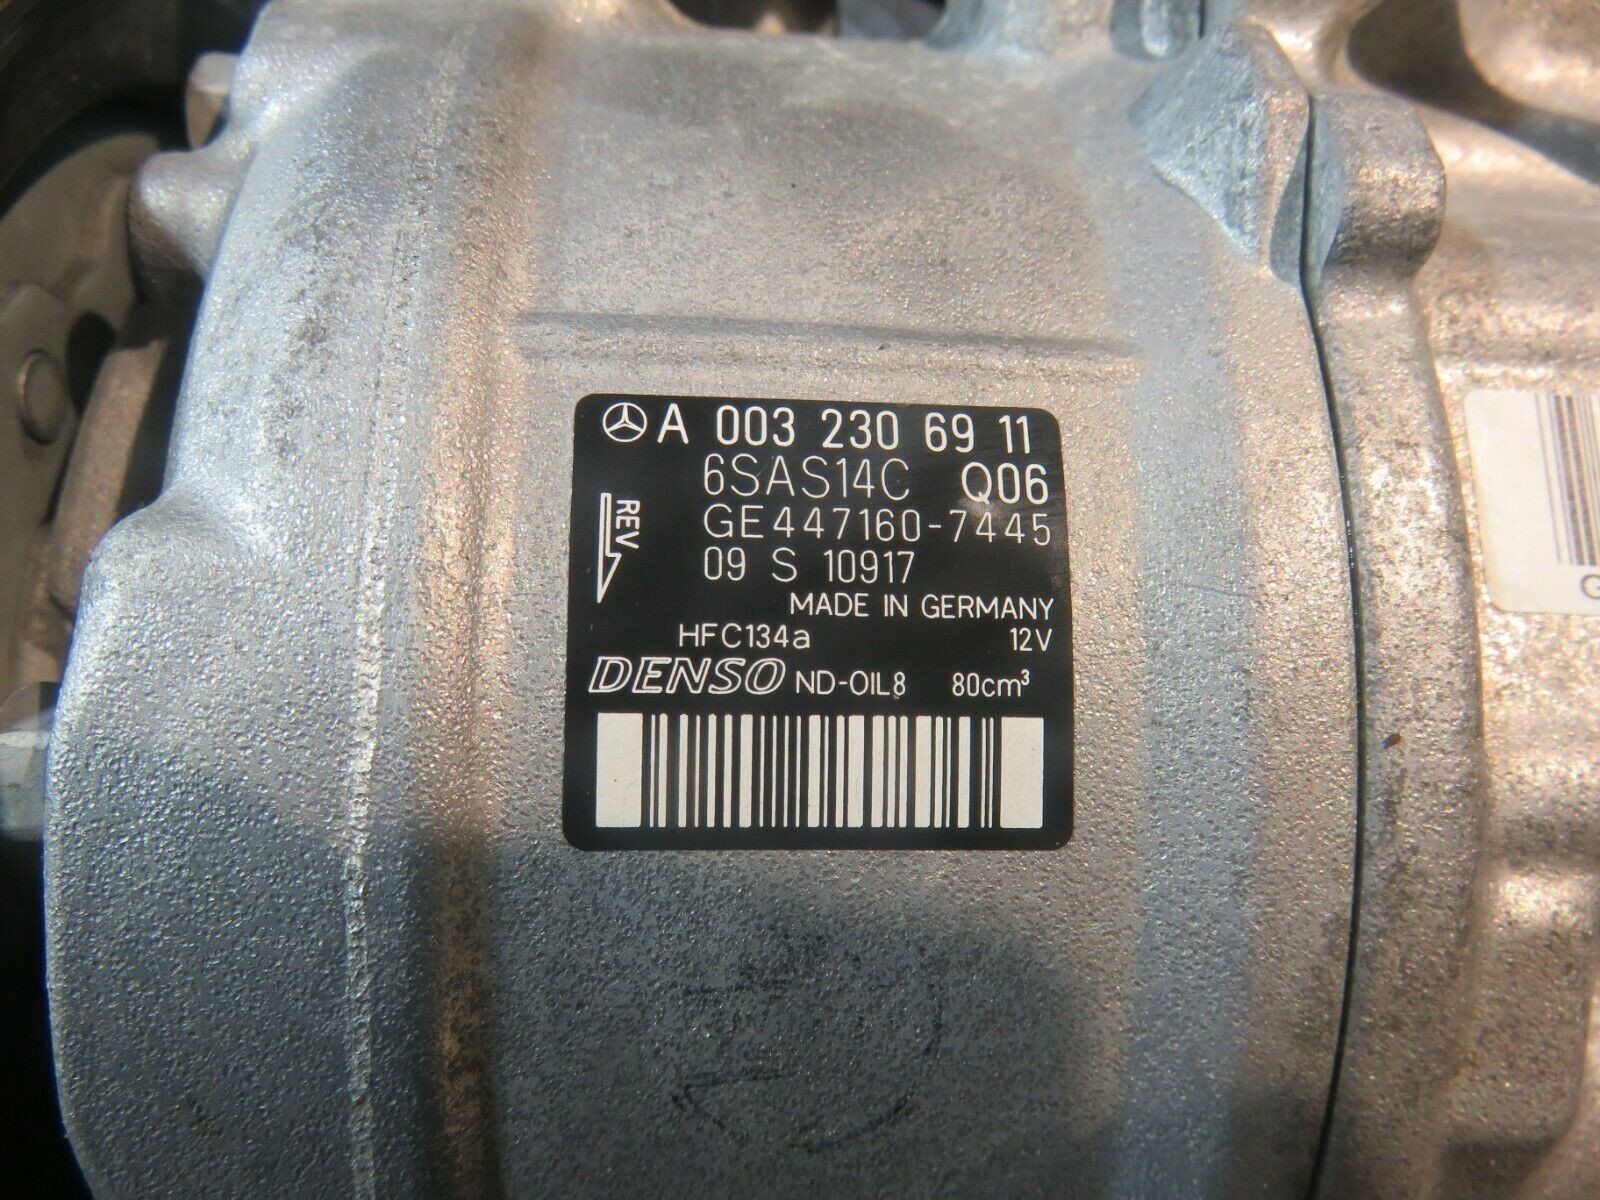 A 003 230 69 11
6SAS14C Q06
REV
GE447160-7445
09 S 10917
MADE IN GERMANY
HFC134a 12V
DENSO ND-OIL8 80cm³
G